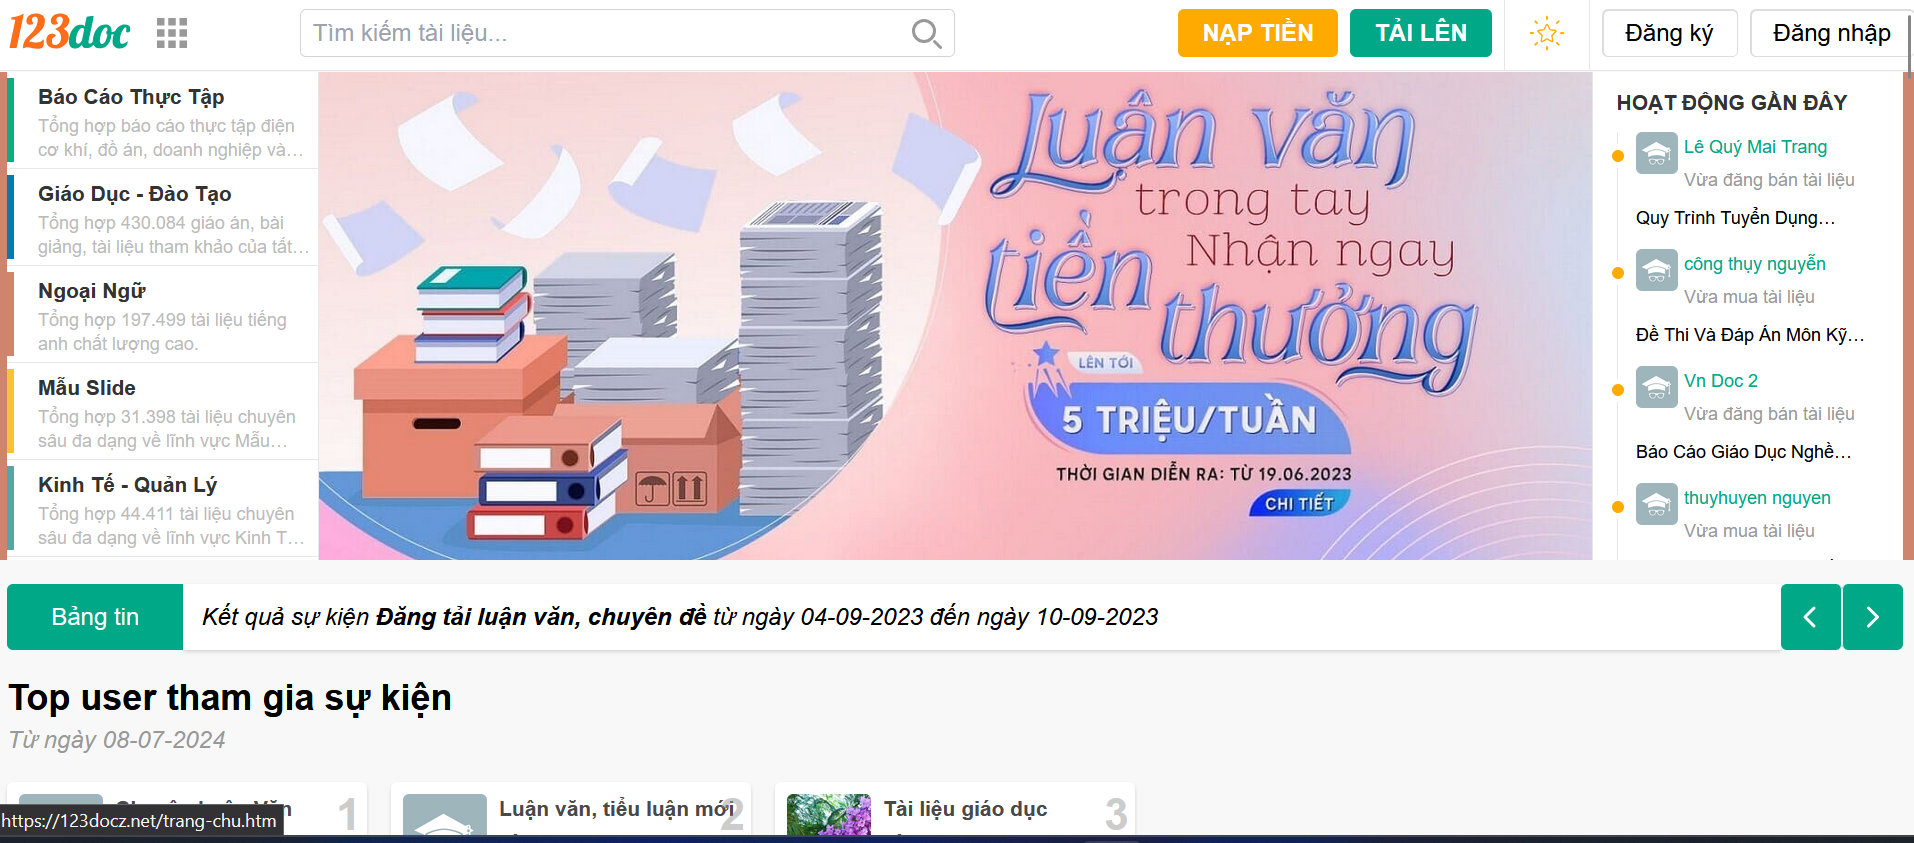 123doc
Tìm kiếm tài liệu...
NẠP TIỀN
TẢI LÊN
Đăng ký
Đăng nhập
Báo Cáo Thực Tập
Tổng hợp báo cáo thực tập điện
cơ khí, đồ án, doanh nghiệp và...
Giáo Dục - Đào Tạo
Tổng hợp 430.084 giáo án, bài
giảng, tài liệu tham khảo của tất...
Ngoại Ngữ
Tổng hợp 197.499 tài liệu tiếng
anh chất lượng cao.
Mẫu Slide
Tổng hợp 31.398 tài liệu chuyên
sâu đa dạng về lĩnh vực Mẫu...
Kinh Tế - Quản Lý
Tổng hợp 44.411 tài liệu chuyên
sâu đa dạng về lĩnh vực Kinh T...
Luận văn
trong tay
Nhận ngay
tiền
thưởng
LÊN TỚI
5 TRIỆU/TUẦN
THỜI GIAN DIỄN RA: TỪ 19.06.2023
CHI TIẾT
HOẠT ĐỘNG GẦN ĐÂY
Lê Quý Mai Trang
Vừa đăng bán tài liệu
Quy Trình Tuyển Dụng...
công thụy nguyễn
Vừa mua tài liệu
Đề Thi Và Đáp Án Môn Kỹ...
Vn Doc 2
Vừa đăng bán tài liệu
Báo Cáo Giáo Dục Nghề...
thuyhuyen nguyen
Vừa mua tài liệu
Bảng tin
Kết quả sự kiện Đăng tải luận văn, chuyên đề từ ngày 04-09-2023 đến ngày 10-09-2023
Top user tham gia sự kiện
Từ ngày 08-07-2024
1
Luận văn, tiểu luận mới
2
Tài liệu giáo dục
3
https://123docz.net/trang-chu.htm